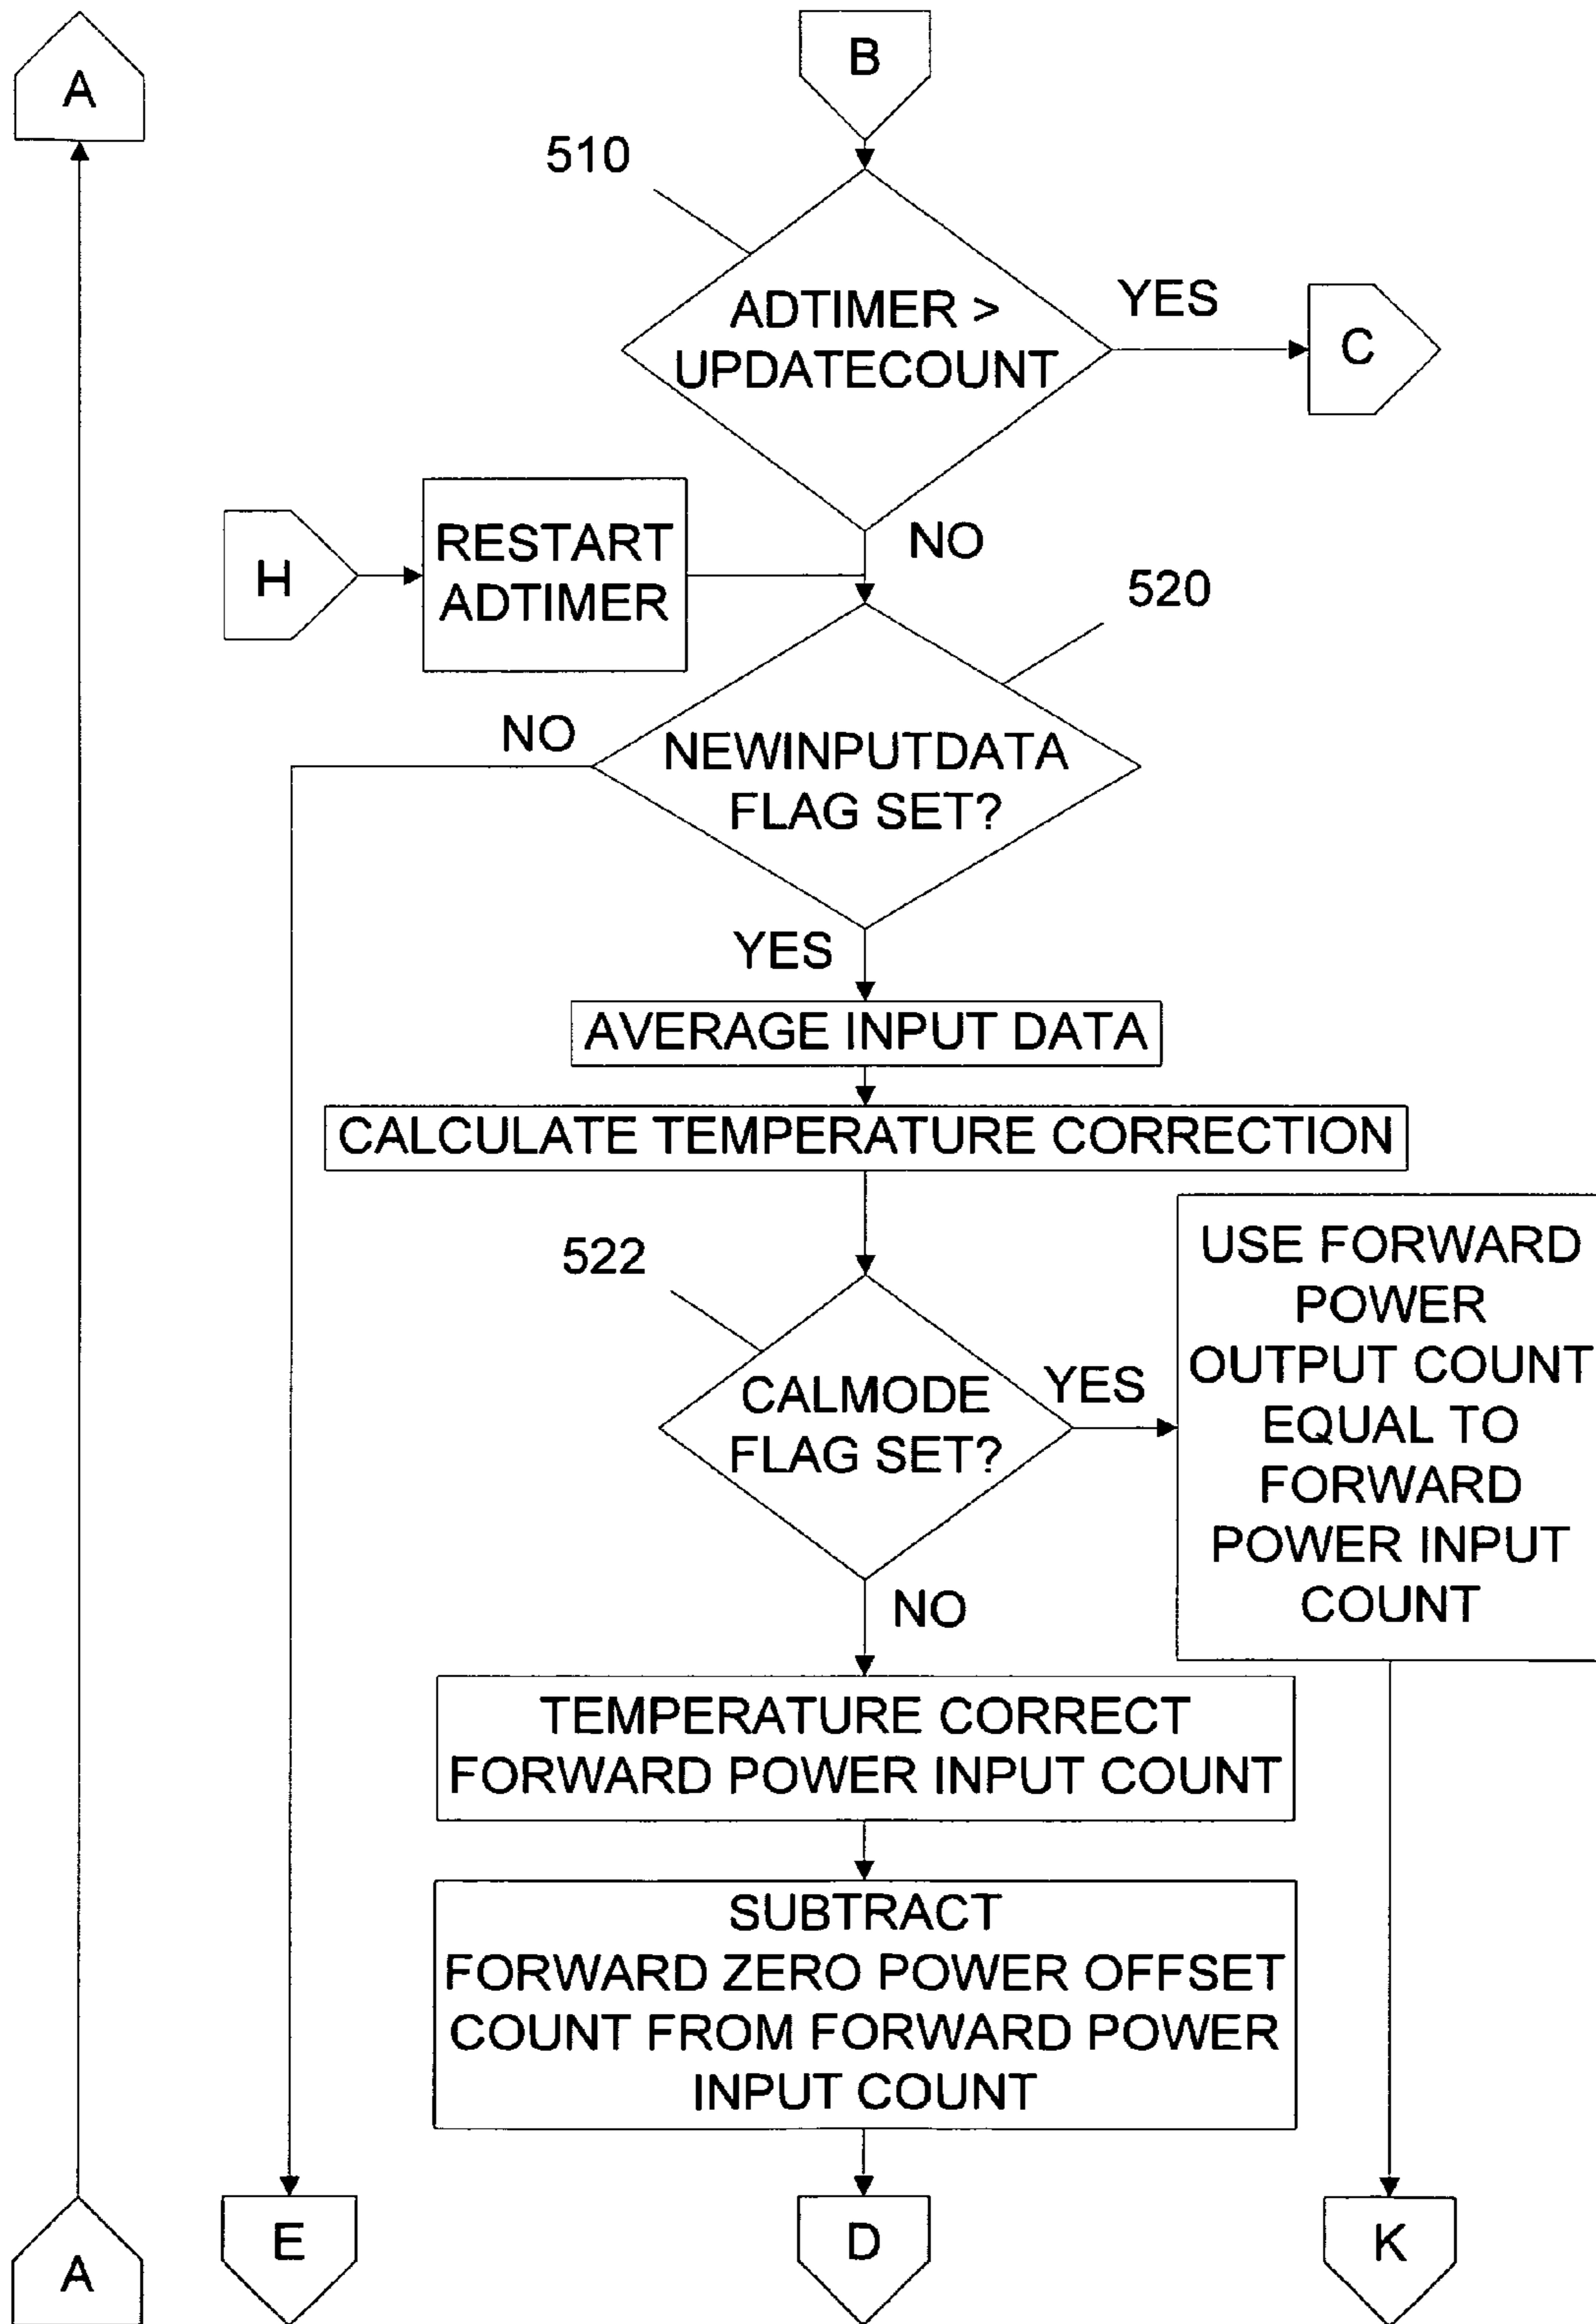 A
B
510
ADTIMER >
UPDATECOUNT
YES
C
NO
H
RESTART
ADTIMER
520
NO
NEWINPUTDATA
FLAG SET?
YES
AVERAGE INPUT DATA
CALCULATE TEMPERATURE CORRECTION
522
CALMODE
FLAG SET?
YES
USE FORWARD
POWER
OUTPUT COUNT
EQUAL TO
FORWARD
POWER INPUT
COUNT
NO
TEMPERATURE CORRECT
FORWARD POWER INPUT COUNT
SUBTRACT
FORWARD ZERO POWER OFFSET
COUNT FROM FORWARD POWER
INPUT COUNT
A
E
D
K